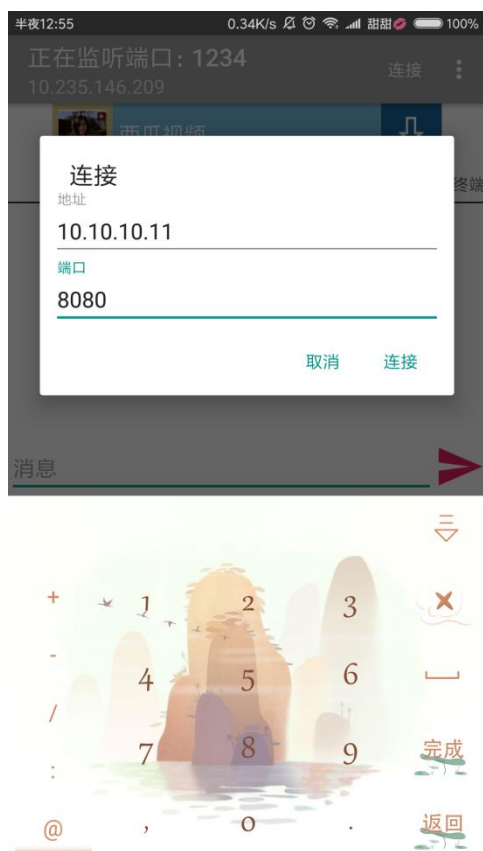 半夜12:55 0.34K/s 甜甜💋 100%
正在监听端口: 1234
10.235.146.209
连接
西瓜视频
终端
连接
地址
10.10.10.11
端口
8080
取消 连接
消息
+ 1 2 3
- 4 5 6
/ 7 8 9 完成
:
@ , 0 . 返回